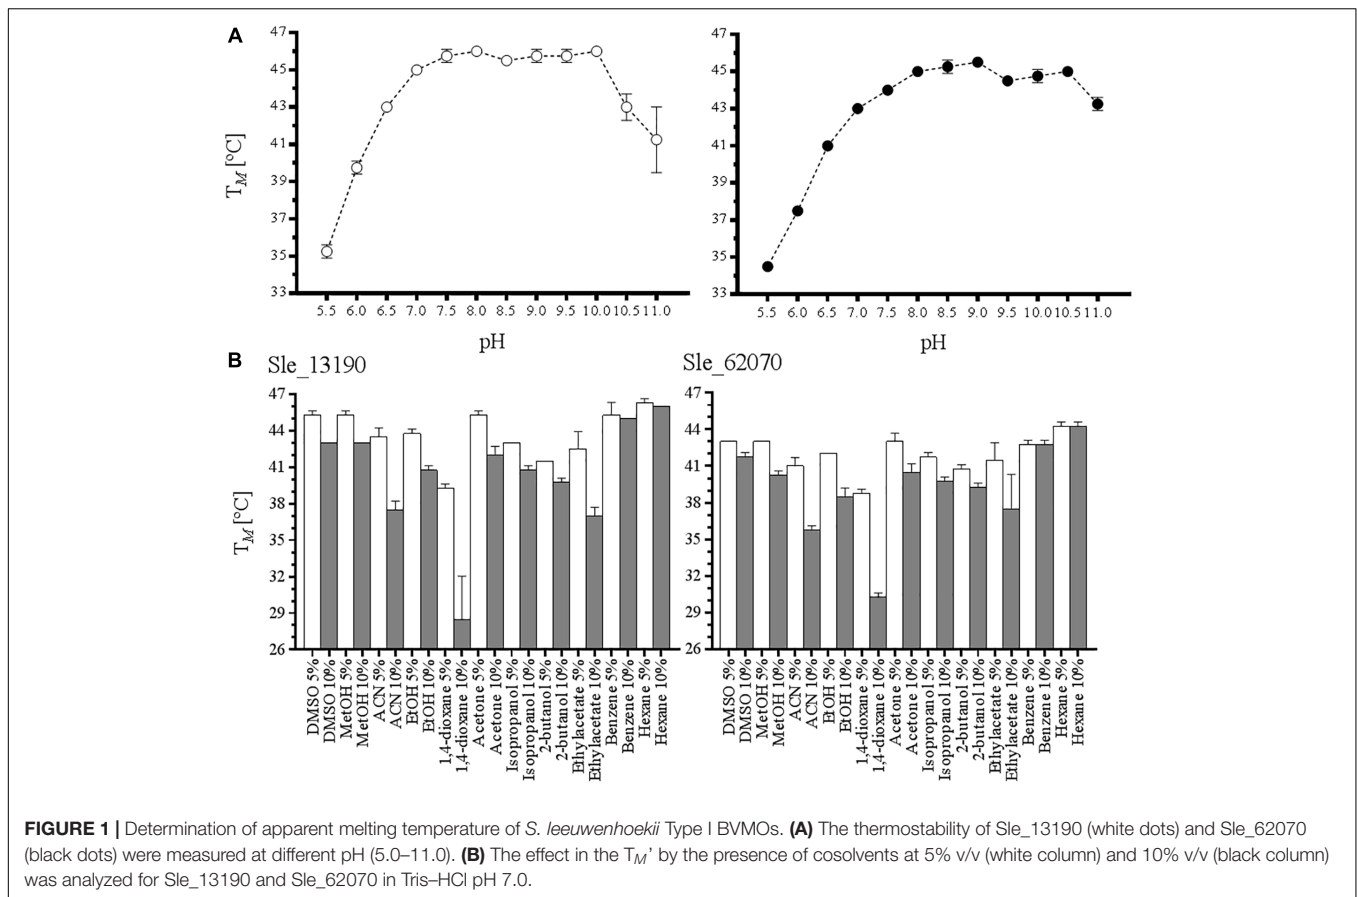 A
47
45
43
41
39
37
35
33
T_M [°C]
5.5 6.0 6.5 7.0 7.5 8.0 8.5 9.0 9.5 10.0 10.5 11.0
pH
47
45
43
41
39
37
35
33
5.5 6.0 6.5 7.0 7.5 8.0 8.5 9.0 9.5 10.0 10.5 11.0
pH
B
Sle_13190
47
44
41
38
35
32
29
26
T_M [°C]
DMSO 5%
DMSO 10%
MetOH 5%
MetOH 10%
ACN 5%
ACN 10%
EtOH 5%
EtOH 10%
1,4-dioxane 5%
1,4-dioxane 10%
Acetone 5%
Acetone 10%
Isopropanol 5%
Isopropanol 10%
2-butanol 5%
2-butanol 10%
Ethylacetate 5%
Ethylacetate 10%
Benzene 5%
Benzene 10%
Hexane 5%
Hexane 10%
Sle_62070
47
44
41
38
35
32
29
26
DMSO 5%
DMSO 10%
MetOH 5%
MetOH 10%
ACN 5%
ACN 10%
EtOH 5%
EtOH 10%
1,4-dioxane 5%
1,4-dioxane 10%
Acetone 5%
Acetone 10%
Isopropanol 5%
Isopropanol 10%
2-butanol 5%
2-butanol 10%
Ethylacetate 5%
Ethylacetate 10%
Benzene 5%
Benzene 10%
Hexane 5%
Hexane 10%
FIGURE 1 | Determination of apparent melting temperature of S. leeuwenhoekii Type I BVMOs. (A) The thermostability of Sle_13190 (white dots) and Sle_62070
(black dots) were measured at different pH (5.0–11.0). (B) The effect in the T_M' by the presence of cosolvents at 5% v/v (white column) and 10% v/v (black column)
was analyzed for Sle_13190 and Sle_62070 in Tris–HCl pH 7.0.